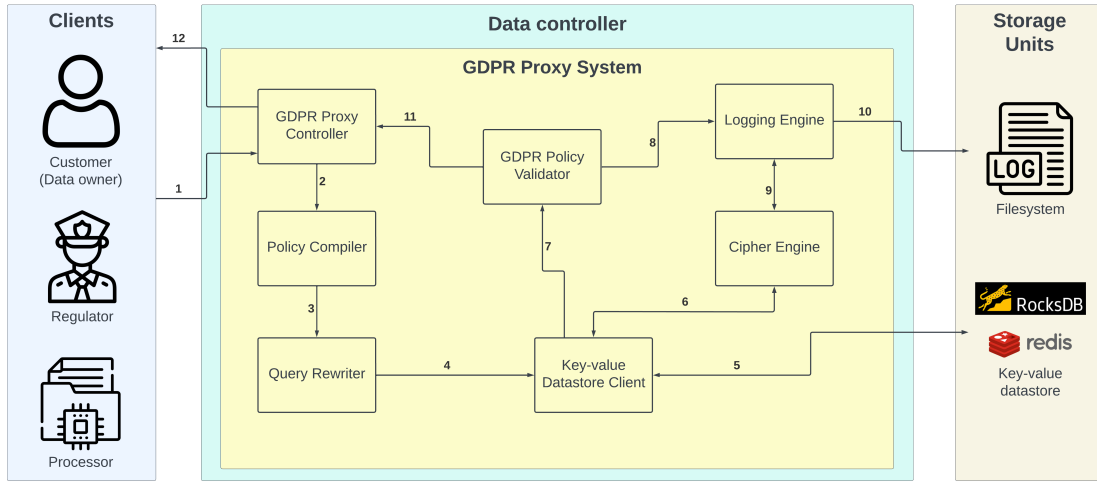 Clients
Customer
(Data owner)
Regulator
Processor
12
1
Data controller
GDPR Proxy System
GDPR Proxy
Controller
2
Policy Compiler
3
Query Rewriter
4
11
GDPR Policy
Validator
7
8
Logging Engine
9
Cipher Engine
6
Key-value
Datastore Client
5
10
Storage
Units
LOG
Filesystem
RocksDB
redis
Key-value
datastore